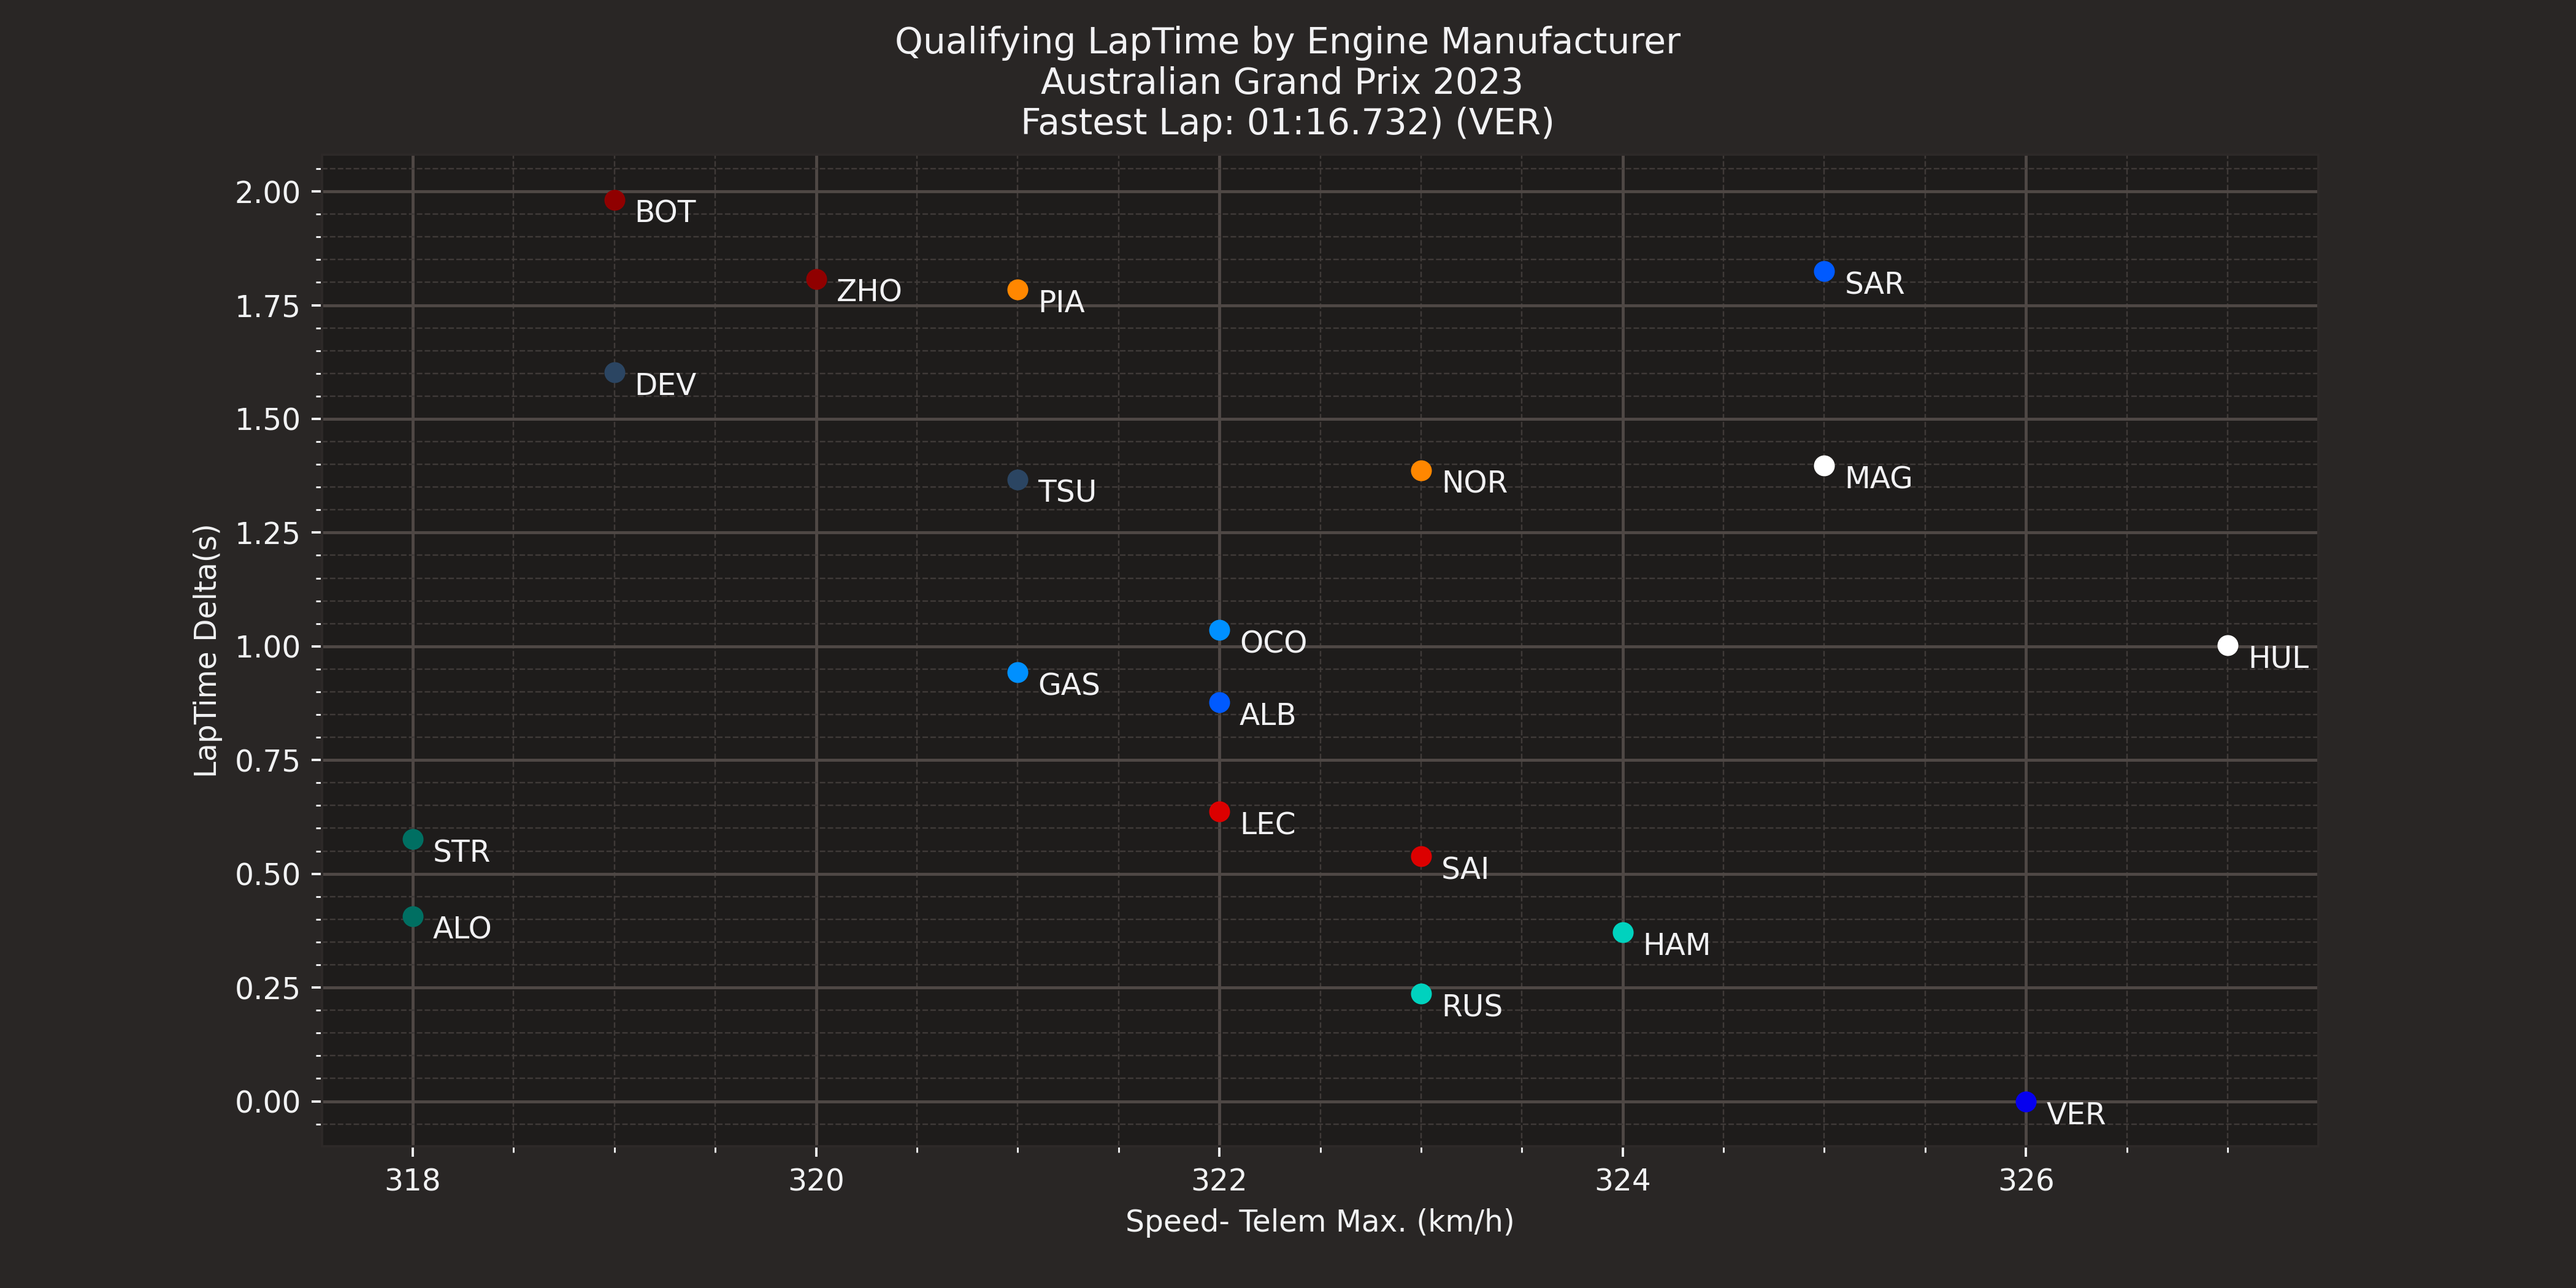 Qualifying LapTime by Engine Manufacturer
Australian Grand Prix 2023
Fastest Lap: 01:16.732) (VER)
LapTime Delta(s)
2.00
1.75
1.50
1.25
1.00
0.75
0.50
0.25
0.00
BOT
SAR
ZHO
PIA
DEV
MAG
NOR
TSU
OCO
HUL
GAS
ALB
LEC
STR
SAI
ALO
HAM
RUS
VER
318
320
322
324
326
Speed- Telem Max. (km/h)